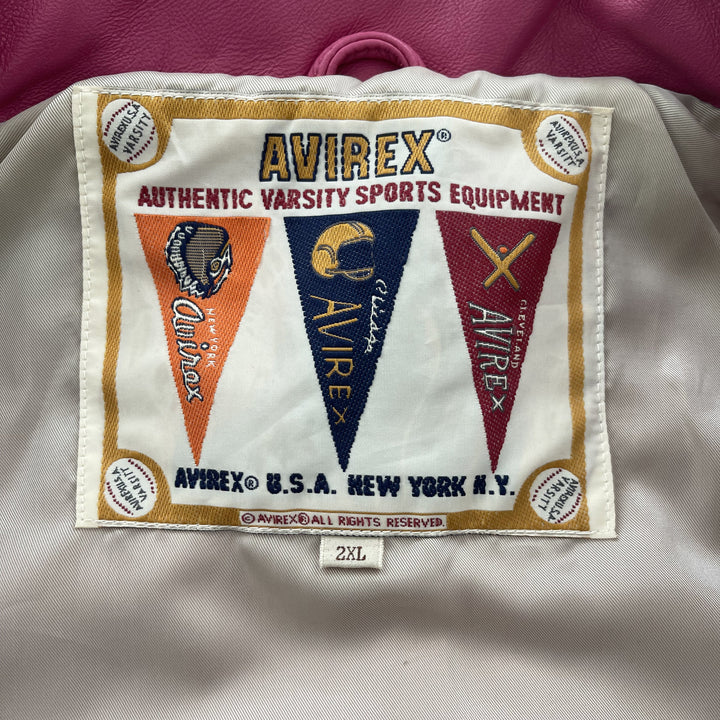 AVIREX®
AVIREX U.S.A.
VARSITY
AVIREX U.S.A.
VARSITY
AUTHENTIC VARSITY SPORTS EQUIPMENT
NEW YORK
Avirex
AVIREX
CLEVELAND
AVIREX
AVIREX® U.S.A. NEW YORK N.Y.
AVIREX U.S.A
VARSITY
AVIREX U.S.A.
VARSITY
© AVIREX® ALL RIGHTS RESERVED.
2XL